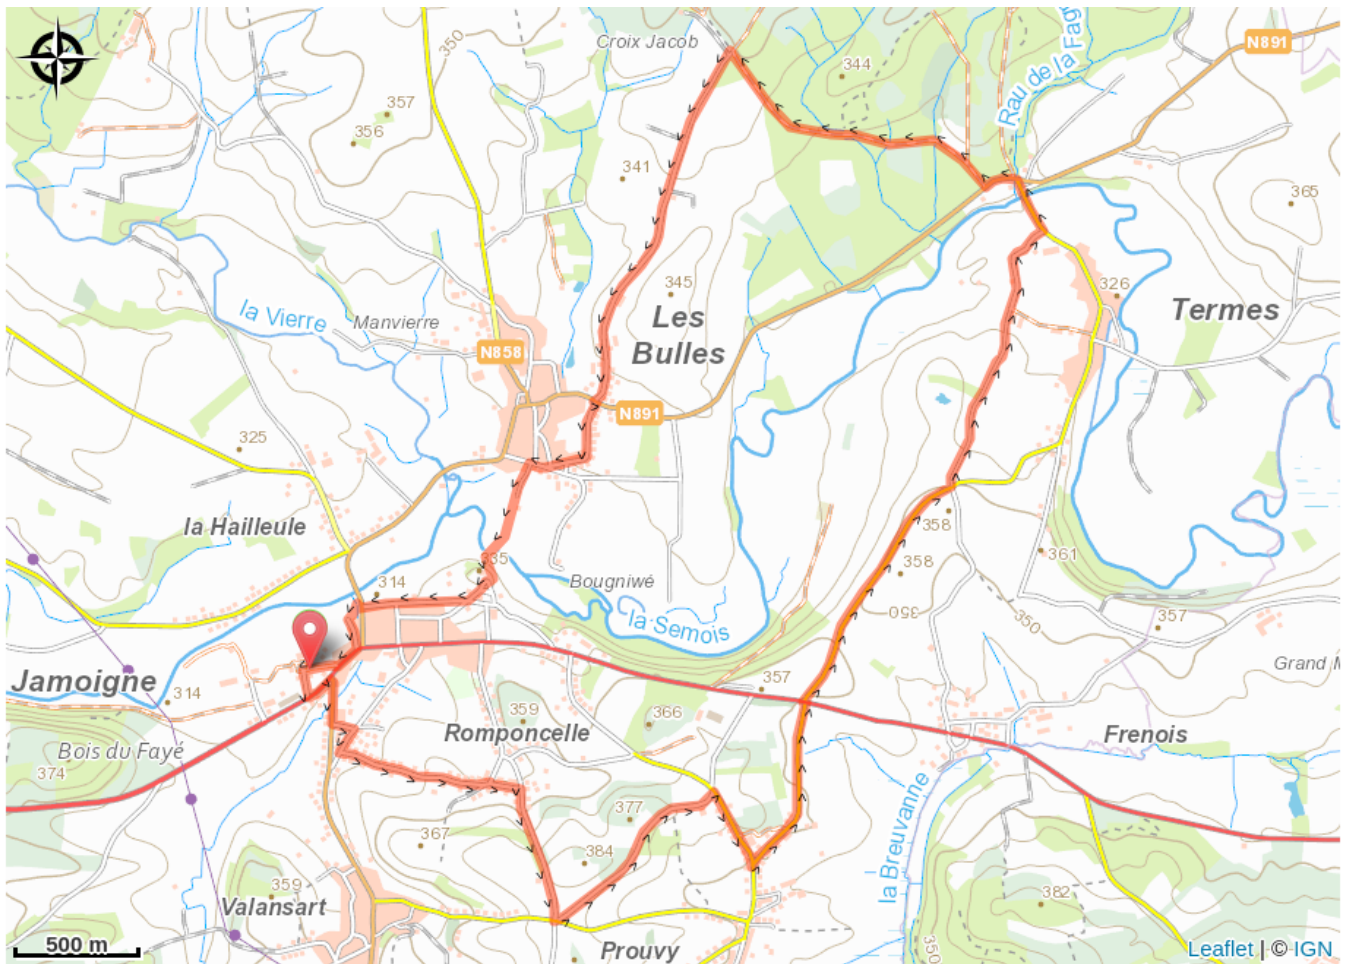 Croix Jacob
350
344
N891
Rau de la Fag
357
356
341
365
345
326
la Vierre
Manvierre
Les
Bulles
Termes
N858
N891
325
358
la Hailleule
35
361
358
314
Bougniwé
350
350
357
la Semois
Grand M
Jamoigne
314
357
359
366
Romponcelle
Frenois
Bois du Faye
374
377
367
384
la Breuvanne
359
382
Valansart
350
500 m
Prouvy
Leaflet | © IGN